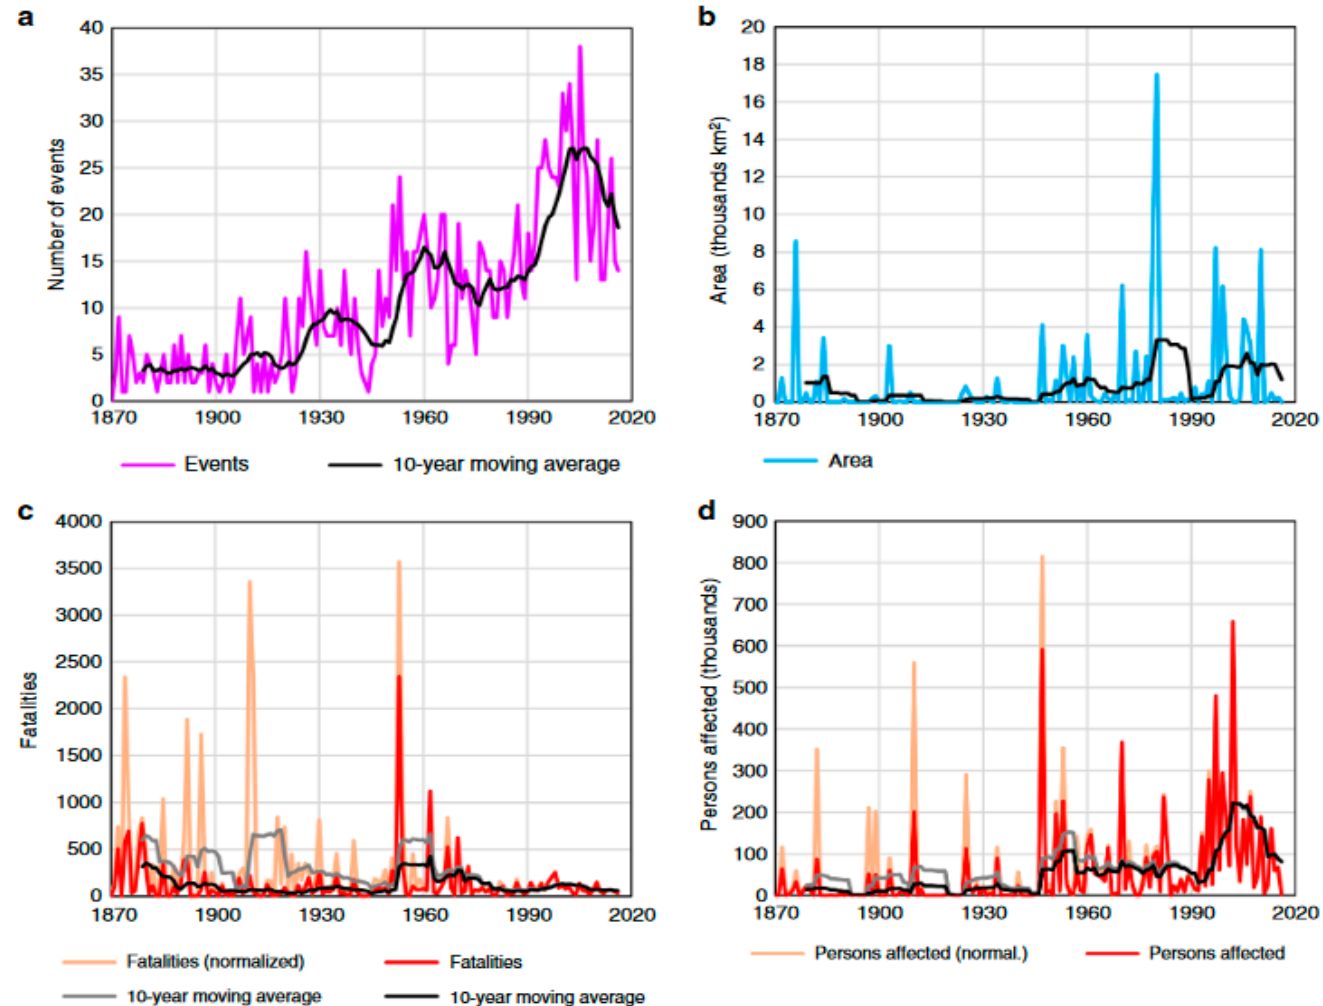 a
40
35
30
25
20
15
10
5
0
Number of events
1870 1900 1930 1960 1990 2020
Events 10-year moving average
b
20
18
16
14
12
10
8
6
4
2
0
Area (thousands km²)
1870 1900 1930 1960 1990 2020
Area
c
4000
3500
3000
2500
2000
1500
1000
500
0
Fatalities
1870 1900 1930 1960 1990 2020
Fatalities (normalized) Fatalities
10-year moving average 10-year moving average
d
900
800
700
600
500
400
300
200
100
0
Persons affected (thousands)
1870 1900 1930 1960 1990 2020
Persons affected (normal.) Persons affected